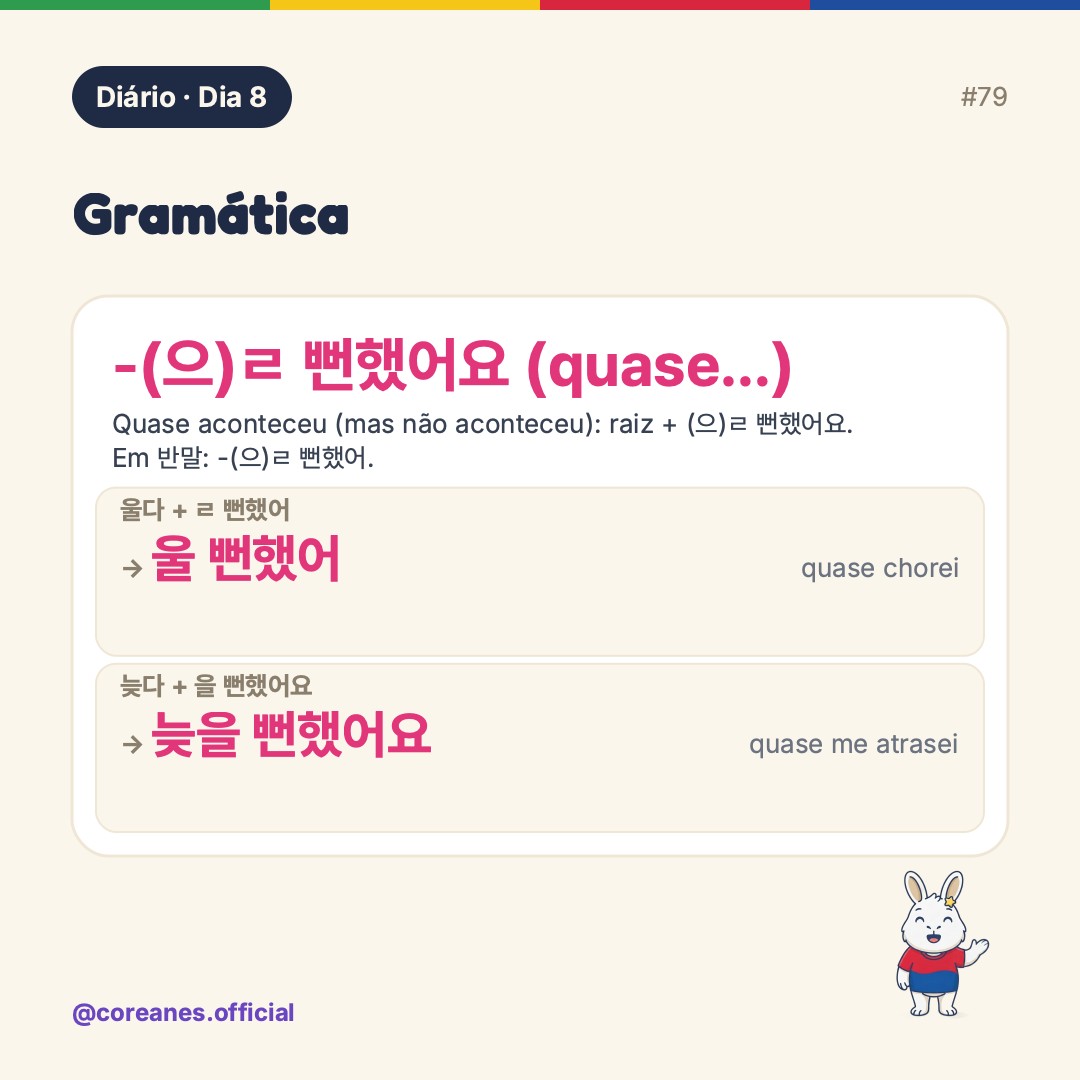 Diário · Dia 8
#79
Gramática
-(으)ㄹ 뻔했어요 (quase...)
Quase aconteceu (mas não aconteceu): raiz + (으)ㄹ 뻔했어요.
Em 반말: -(으)ㄹ 뻔했어.
울다 + ㄹ 뻔했어
→ 울 뻔했어
quase chorei
늦다 + 을 뻔했어요
→ 늦을 뻔했어요
quase me atrasei
@coreanes.official